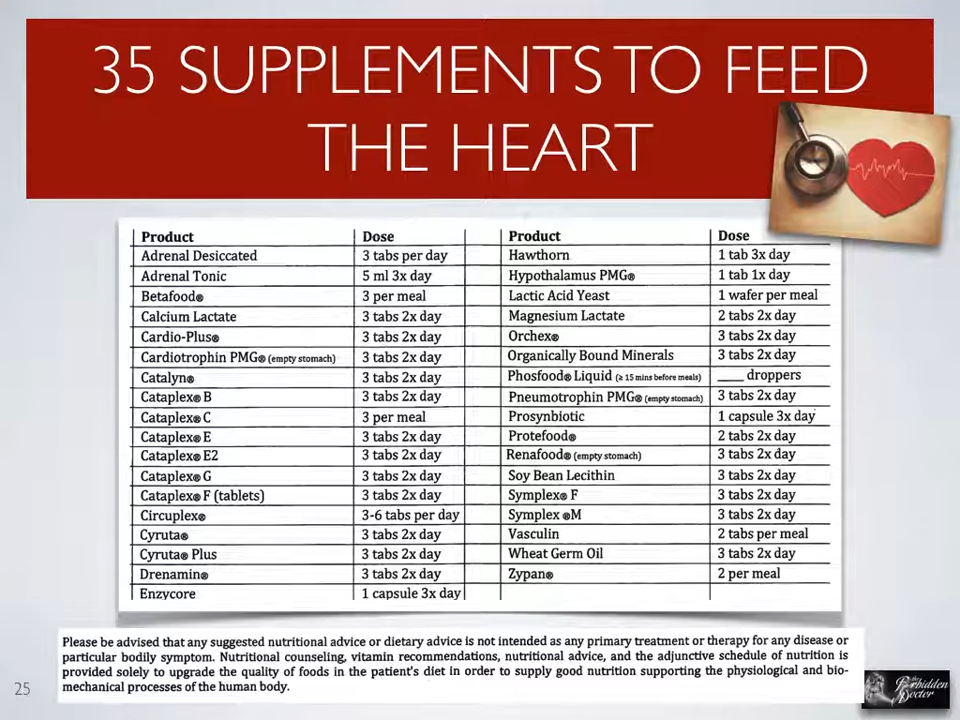 35 SUPPLEMENTS TO FEED
THE HEART
Product Dose Product Dose
Adrenal Desiccated 3 tabs per day Hawthorn 1 tab 3x day
Adrenal Tonic 5 ml 3x day Hypothalamus PMG® 1 tab 1x day
Betafood® 3 per meal Lactic Acid Yeast 1 wafer per meal
Calcium Lactate 3 tabs 2x day Magnesium Lactate 2 tabs 2x day
Cardio-Plus® 3 tabs 2x day Orchex® 3 tabs 2x day
Cardiotrophin PMG® (empty stomach) 3 tabs 2x day Organically Bound Minerals 3 tabs 2x day
Catalyn® 3 tabs 2x day Phosfood® Liquid (≥ 15 mins before meals) ____ droppers
Cataplex® B 3 tabs 2x day Pneumotrophin PMG® (empty stomach) 3 tabs 2x day
Cataplex® C 3 per meal Prosynbiotic 1 capsule 3x day
Cataplex® E 3 tabs 2x day Protefood® 2 tabs 2x day
Cataplex® E2 3 tabs 2x day Renafood® (empty stomach) 3 tabs 2x day
Cataplex® G 3 tabs 2x day Soy Bean Lecithin 3 tabs 2x day
Cataplex® F (tablets) 3 tabs 2x day Symplex® F 3 tabs 2x day
Circuplex® 3-6 tabs per day Symplex ®M 3 tabs 2x day
Cyruta® 3 tabs 2x day Vasculin 2 tabs per meal
Cyruta® Plus 3 tabs 2x day Wheat Germ Oil 3 tabs 2x day
Drenamin® 3 tabs 2x day Zypan® 2 per meal
Enzycore 1 capsule 3x day
Please be advised that any suggested nutritional advice or dietary advice is not intended as any primary treatment or therapy for any disease or
particular bodily symptom. Nutritional counseling, vitamin recommendations, nutritional advice, and the adjunctive schedule of nutrition is
provided solely to upgrade the quality of foods in the patient's diet in order to supply good nutrition supporting the physiological and bio-
mechanical processes of the human body.
25
the
Forbidden
Doctor